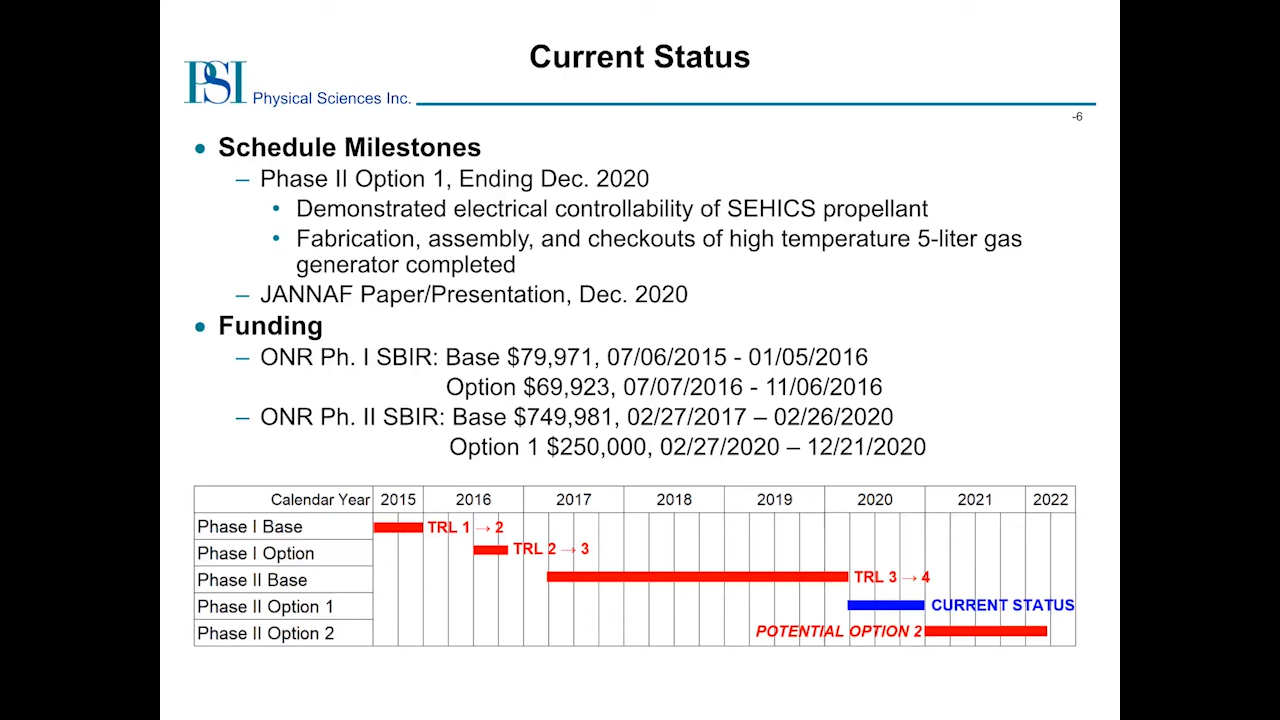 Current Status
PSI Physical Sciences Inc.
-6
• Schedule Milestones
– Phase II Option 1, Ending Dec. 2020
• Demonstrated electrical controllability of SEHICS propellant
• Fabrication, assembly, and checkouts of high temperature 5-liter gas
generator completed
– JANNAF Paper/Presentation, Dec. 2020
• Funding
– ONR Ph. I SBIR: Base $79,971, 07/06/2015 - 01/05/2016
Option $69,923, 07/07/2016 - 11/06/2016
– ONR Ph. II SBIR: Base $749,981, 02/27/2017 – 02/26/2020
Option 1 $250,000, 02/27/2020 – 12/21/2020
Calendar Year 2015 2016 2017 2018 2019 2020 2021 2022
Phase I Base TRL 1 → 2
Phase I Option TRL 2 → 3
Phase II Base TRL 3 → 4
Phase II Option 1 CURRENT STATUS
Phase II Option 2 POTENTIAL OPTION 2